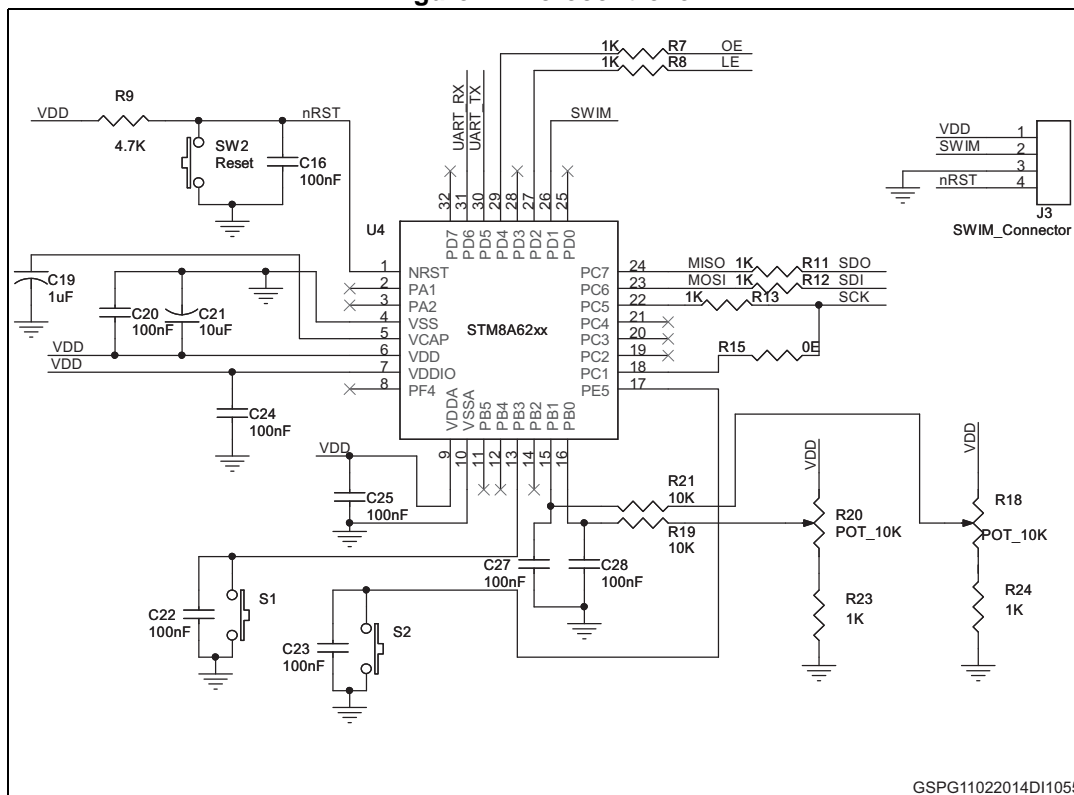 1K R7 OE
1K R8 LE
UART_RX
UART_TX
SWIM
VDD
R9
4.7K
nRST
SW2
Reset
C16
100nF
VDD 1
SWIM 2
3
nRST 4
J3
SWIM_Connector
32 31 30 29 28 27 26 25
PD7 PD6 PD5 PD4 PD3 PD2 PD1 PD0
U4
STM8A62xx
1 NRST
2 PA1
3 PA2
4 VSS
5 VCAP
6 VDD
7 VDDIO
8 PF4
PC7 24 MISO 1K R11 SDO
PC6 23 MOSI 1K R12 SDI
PC5 22 1K R13 SCK
PC4 21
PC3 20
PC2 19
PC1 18 R15 0E
PE5 17
VDDA VSSA PB5 PB4 PB3 PB2 PB1 PB0
9 10 11 12 13 14 15 16
C19
1uF
C20
100nF
C21
10uF
VDD
VDD
C24
100nF
VDD
C25
100nF
R21
10K
R19
10K
VDD
R20
POT_10K
VDD
R18
POT_10K
C27
100nF
C28
100nF
R23
1K
R24
1K
C22
100nF
S1
C23
100nF
S2
GSPG11022014DI1055